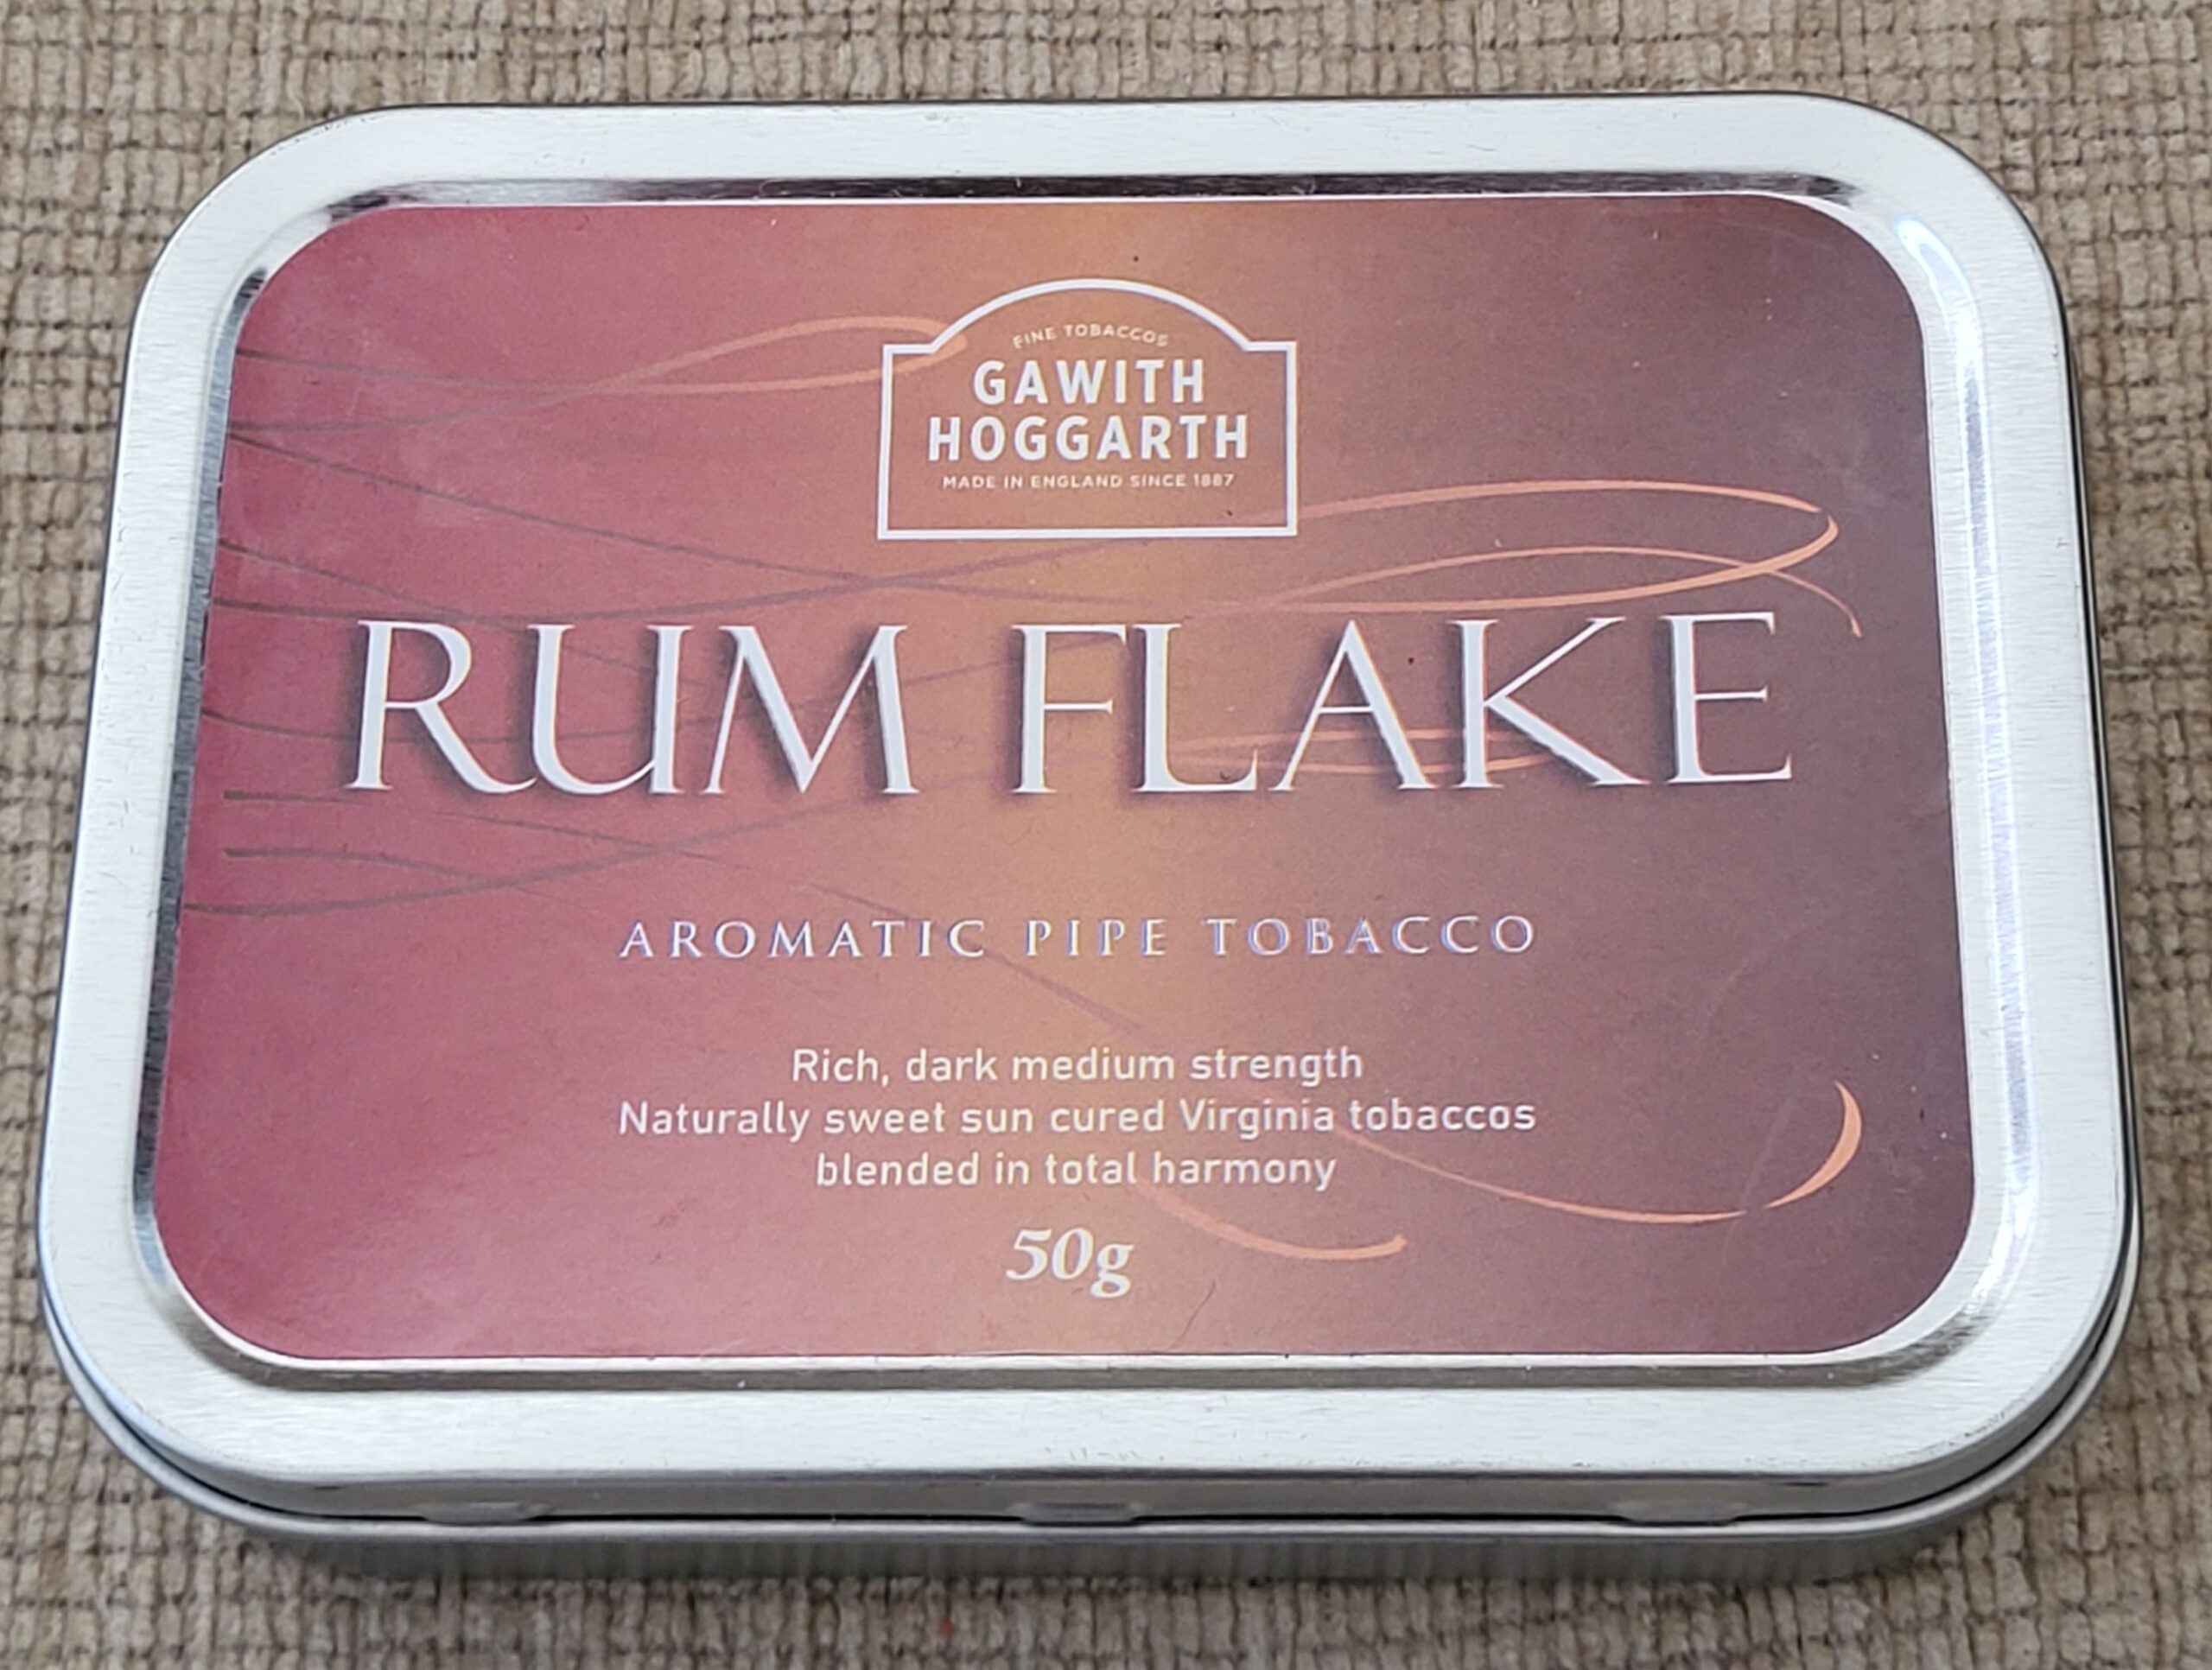 FINE TOBACCOS
GAWITH
HOGGARTH
MADE IN ENGLAND SINCE 1887
RUM FLAKE
AROMATIC PIPE TOBACCO
Rich, dark medium strength
Naturally sweet sun cured Virginia tobaccos
blended in total harmony
50g